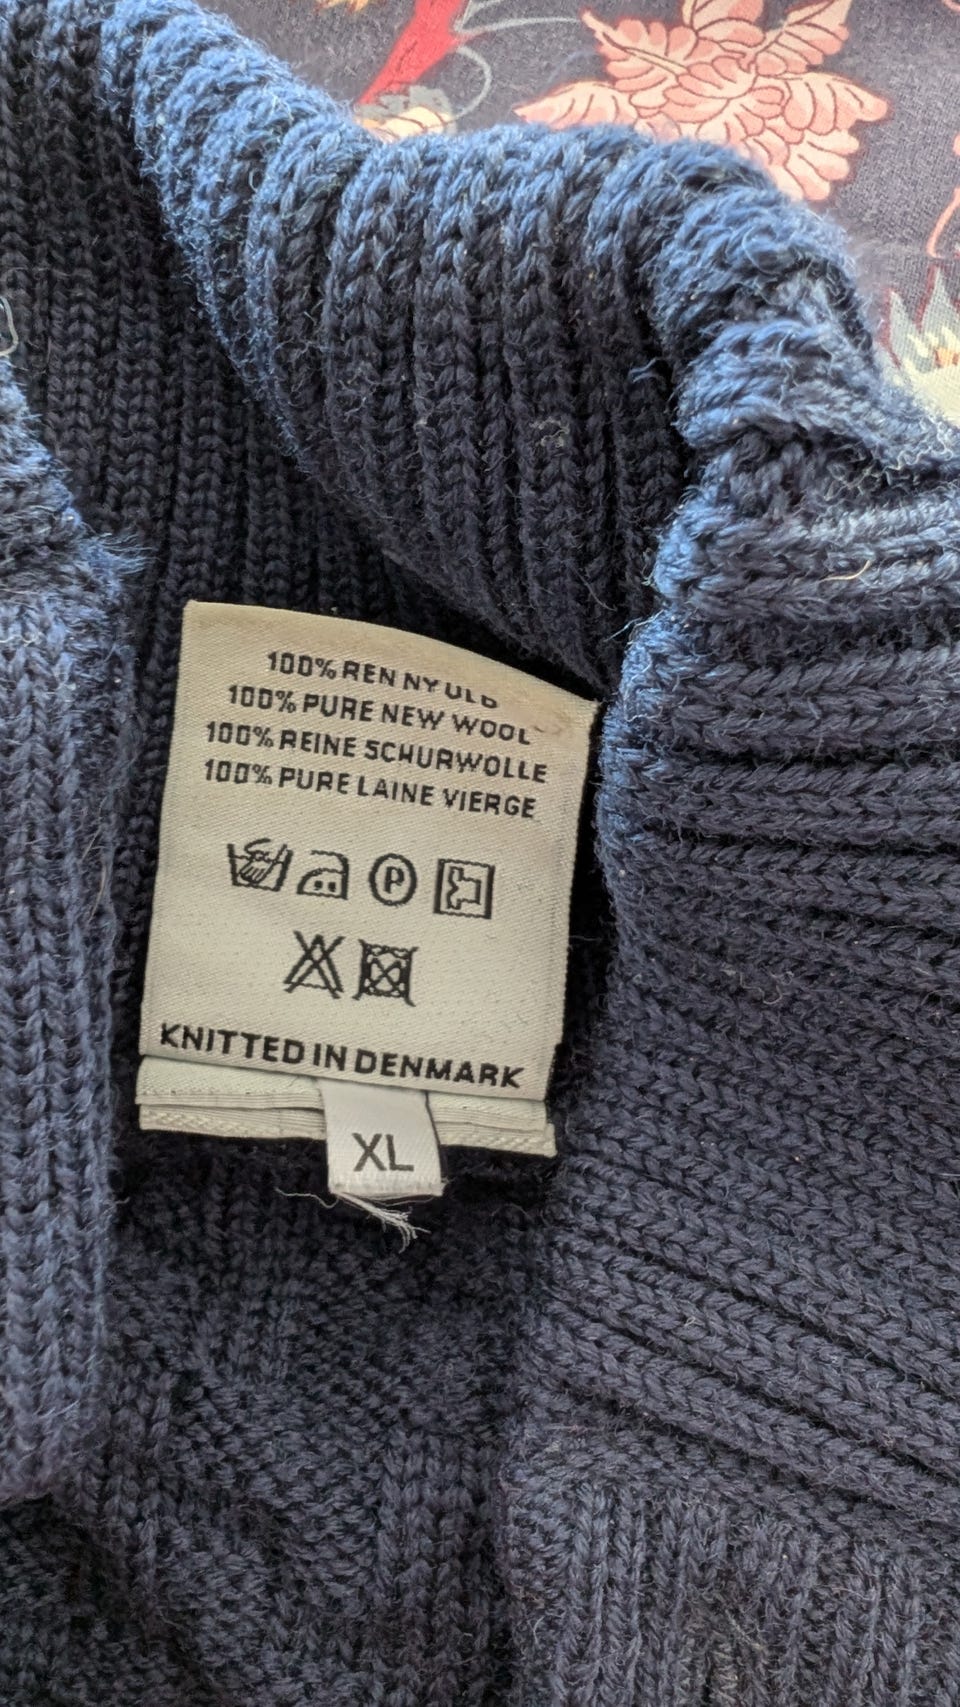 100% REN NY ULD
100% PURE NEW WOOL
100% REINE SCHURWOLLE
100% PURE LAINE VIERGE
P
KNITTED IN DENMARK
XL